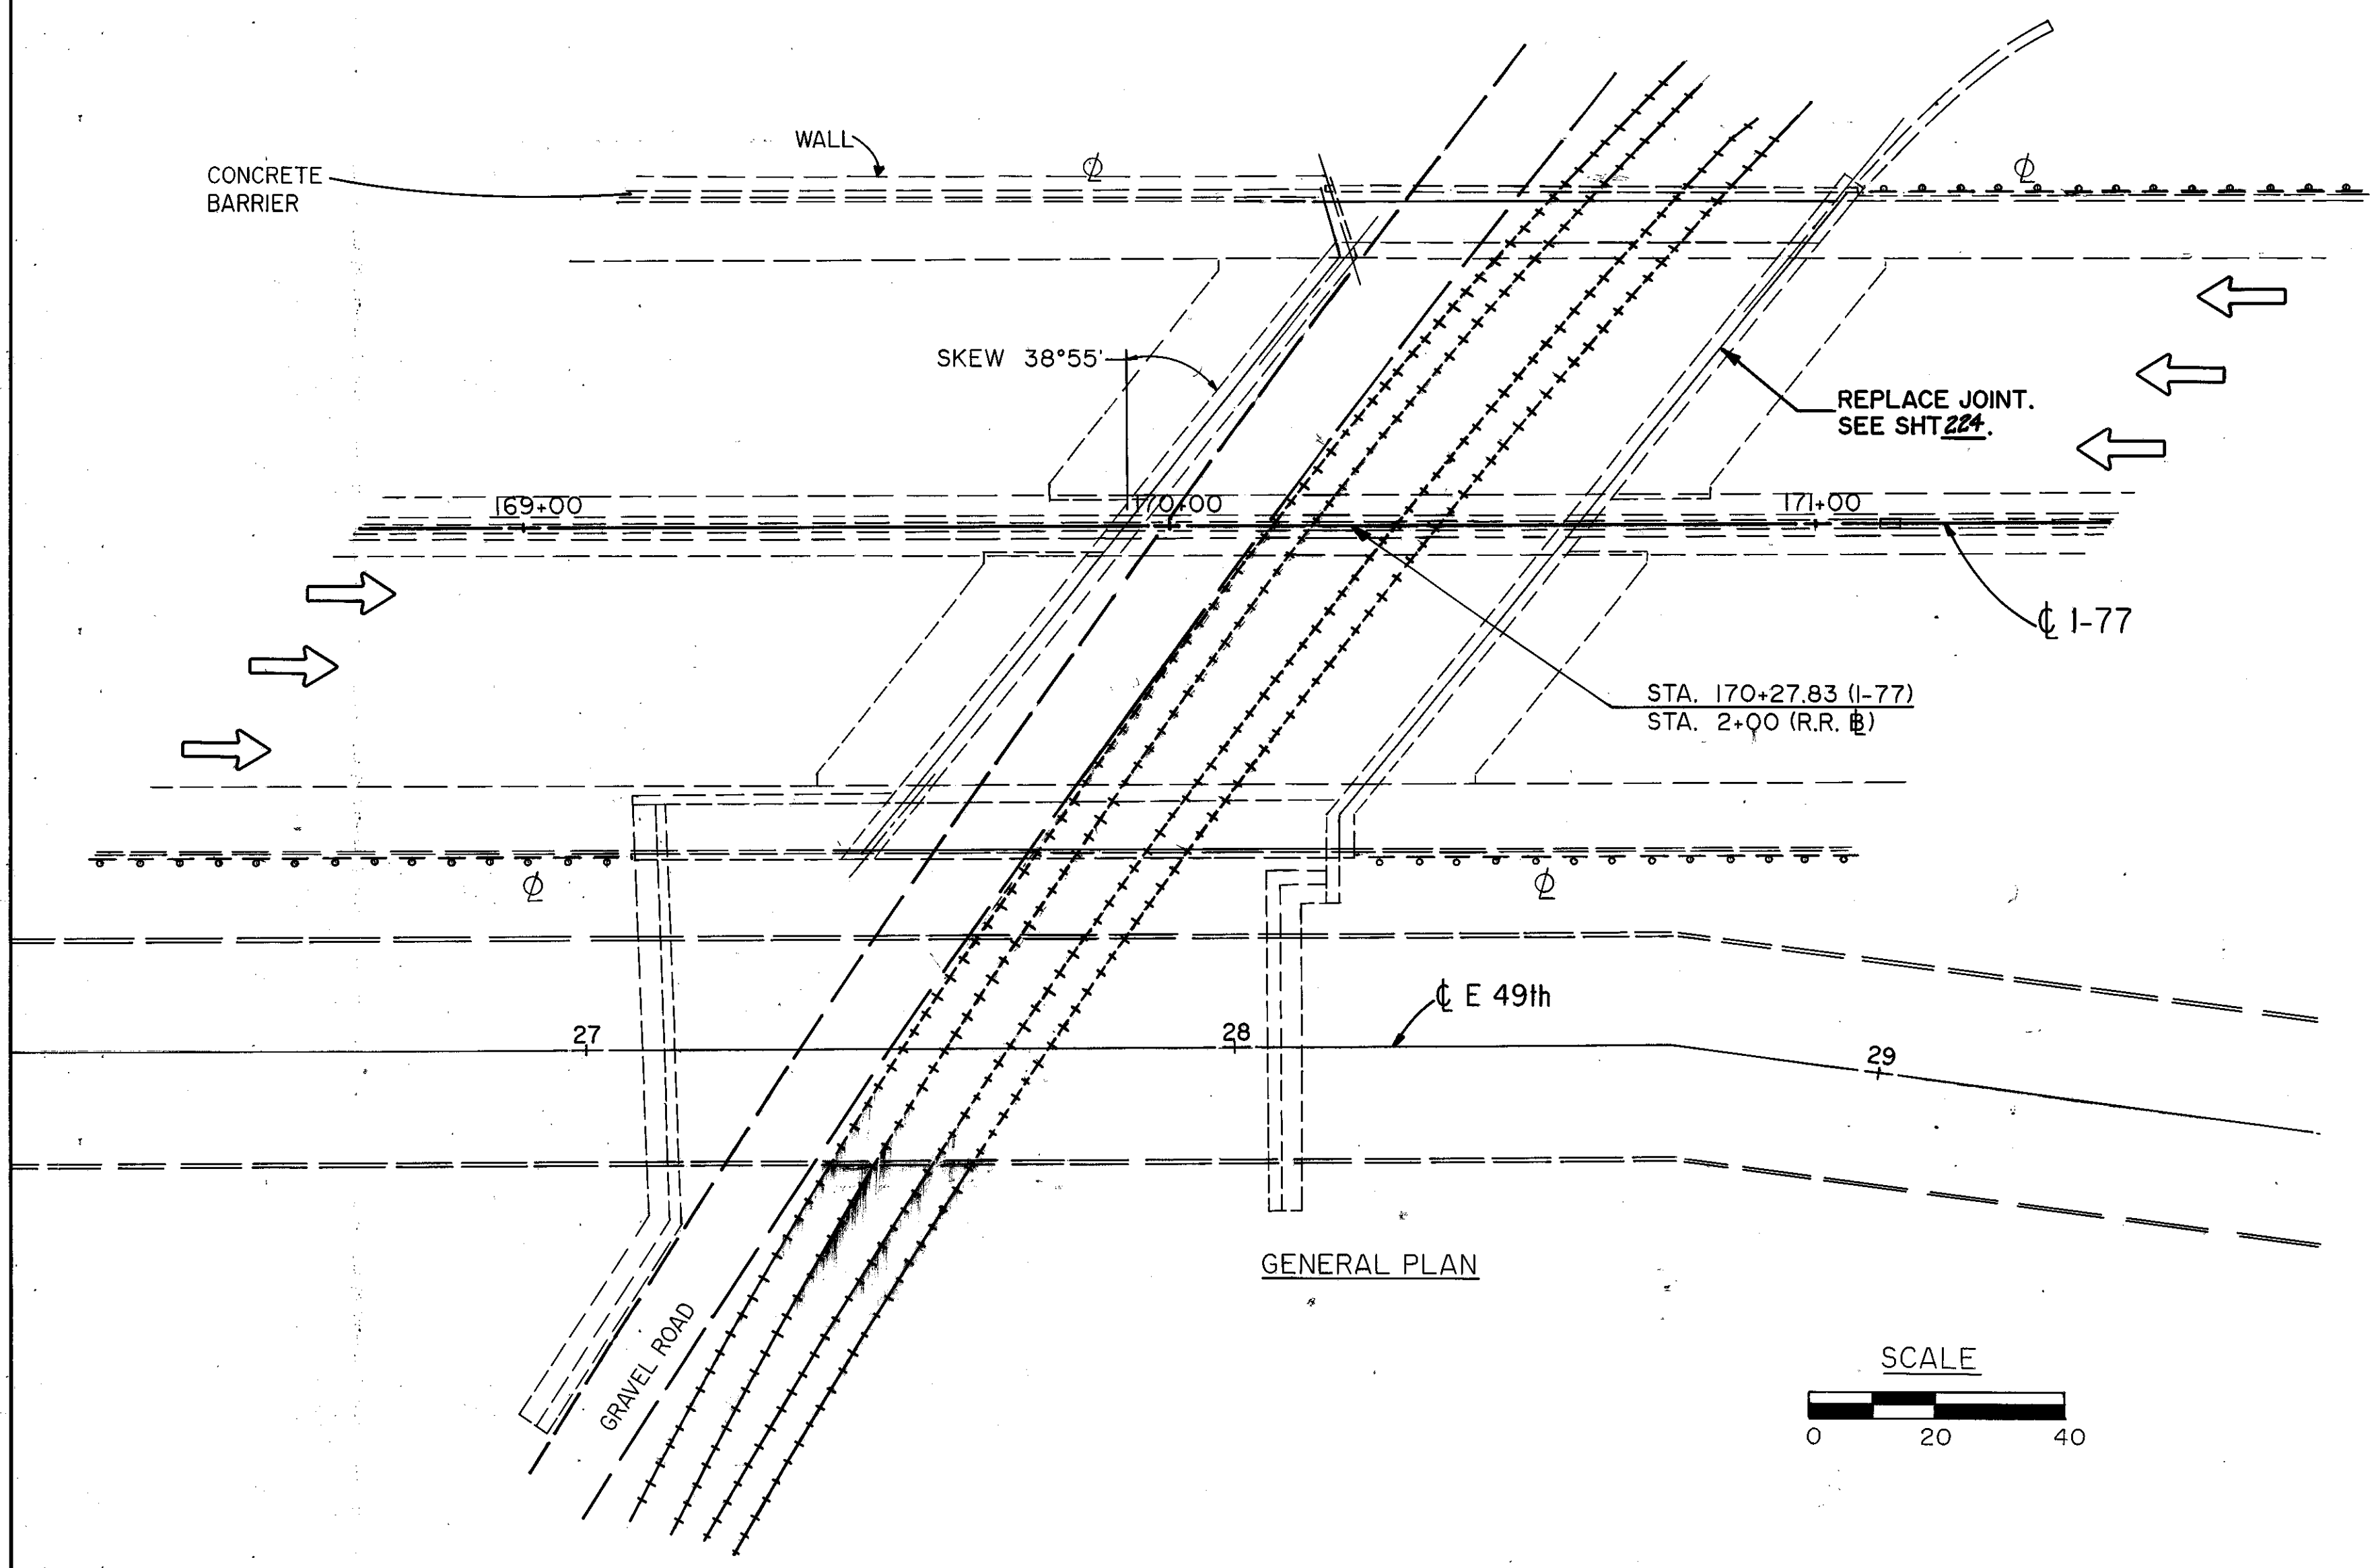 WALL
CONCRETE
BARRIER
SKEW 38°55'
REPLACE JOINT.
SEE SHT 224.
169+00
170+00
171+00
℄ I-77
STA. 170+27.83 (I-77)
STA. 2+00 (R.R. ⅊)
℄ E 49th
27
28
29
GENERAL PLAN
GRAVEL ROAD
SCALE
0 20 40